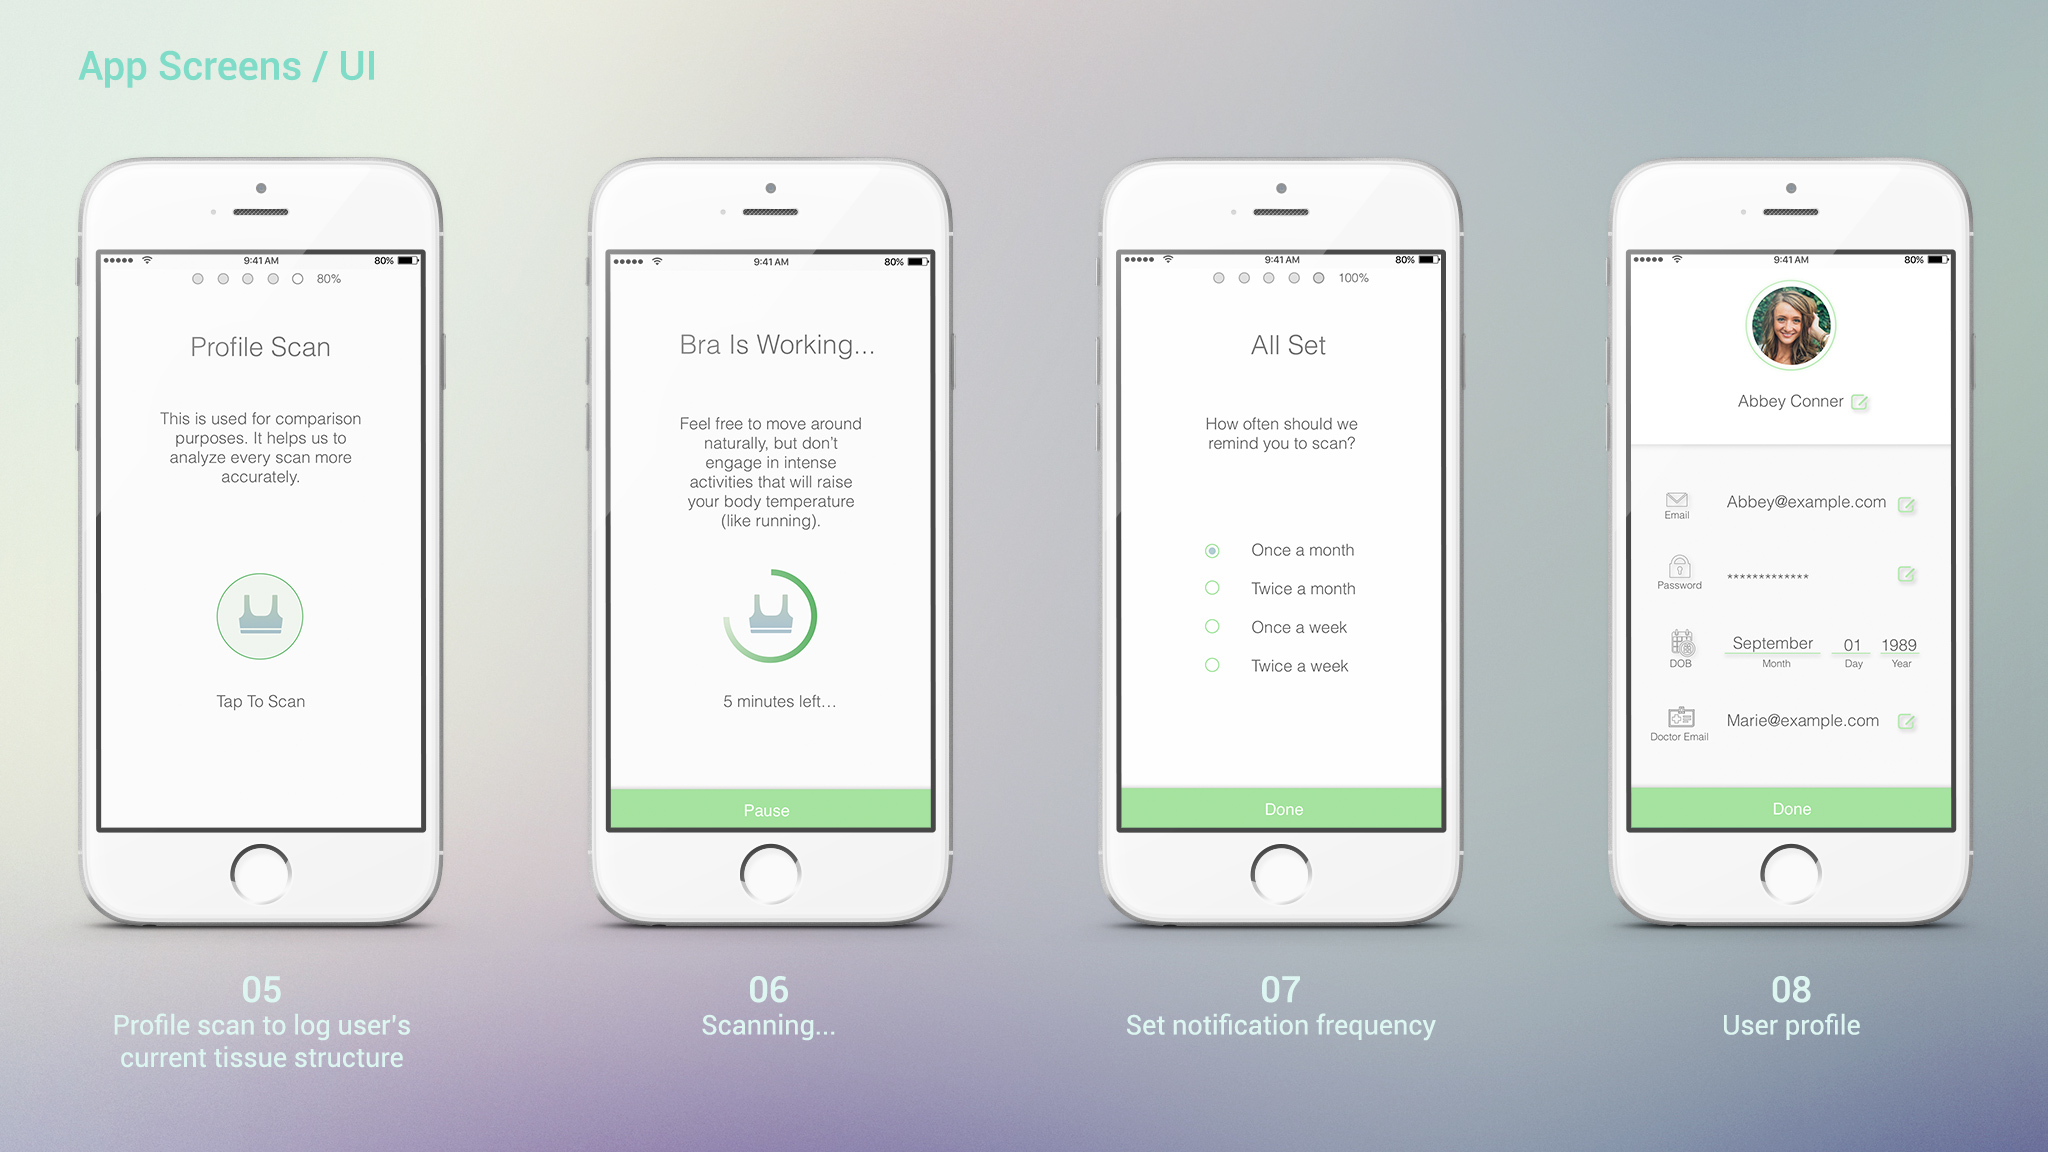 App Screens / UI
9:41 AM
80%
80%
Profile Scan
This is used for comparison
purposes. It helps us to
analyze every scan more
accurately.
Tap To Scan
05
Profile scan to log user's
current tissue structure
9:41 AM
80%
Bra Is Working...
Feel free to move around
naturally, but don't
engage in intense
activities that will raise
your body temperature
(like running).
5 minutes left...
Pause
06
Scanning...
9:41 AM
80%
100%
All Set
How often should we
remind you to scan?
Once a month
Twice a month
Once a week
Twice a week
Done
07
Set notification frequency
9:41 AM
80%
Abbey Conner
Email
Abbey@example.com
Password
*************
DOB
September 01 1989
Month Day Year
Doctor Email
Marie@example.com
Done
08
User profile